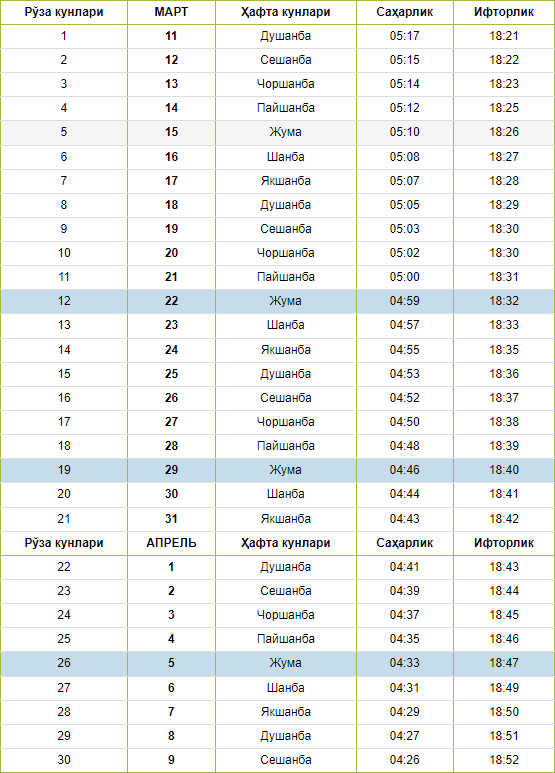 Рўза кунлари МАРТ Ҳафта кунлари Саҳарлик Ифторлик
1 11 Душанба 05:17 18:21
2 12 Сешанба 05:15 18:22
3 13 Чоршанба 05:14 18:23
4 14 Пайшанба 05:12 18:25
5 15 Жума 05:10 18:26
6 16 Шанба 05:08 18:27
7 17 Якшанба 05:07 18:28
8 18 Душанба 05:05 18:29
9 19 Сешанба 05:03 18:30
10 20 Чоршанба 05:02 18:30
11 21 Пайшанба 05:00 18:31
12 22 Жума 04:59 18:32
13 23 Шанба 04:57 18:33
14 24 Якшанба 04:55 18:35
15 25 Душанба 04:53 18:36
16 26 Сешанба 04:52 18:37
17 27 Чоршанба 04:50 18:38
18 28 Пайшанба 04:48 18:39
19 29 Жума 04:46 18:40
20 30 Шанба 04:44 18:41
21 31 Якшанба 04:43 18:42
Рўза кунлари АПРЕЛЬ Ҳафта кунлари Саҳарлик Ифторлик
22 1 Душанба 04:41 18:43
23 2 Сешанба 04:39 18:44
24 3 Чоршанба 04:37 18:45
25 4 Пайшанба 04:35 18:46
26 5 Жума 04:33 18:47
27 6 Шанба 04:31 18:49
28 7 Якшанба 04:29 18:50
29 8 Душанба 04:27 18:51
30 9 Сешанба 04:26 18:52